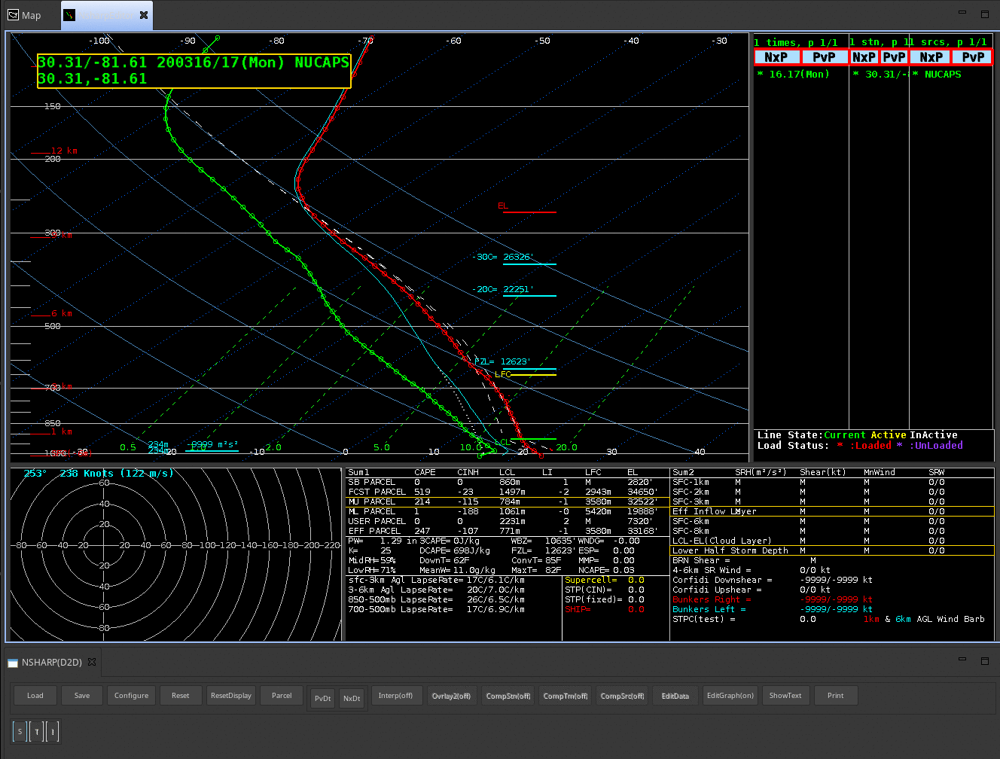 Map
-100 -90 -80 -70 -60 -50 -40 -30
30.31/-81.61 200316/17(Mon) NUCAPS
30.31,-81.61
150
12 km
200
EL
300 km
-30C= 26326'
-20C= 22251'
6 km
500
FZL= 12623'
LFC
700 km
850
1 km
LCL
234m -9999 m²s²
0.5 1.0 2.0 5.0 10.0 20.0
1000 -30 -20 -10 -0 10 20 30 40
1 times, p 1/1 1 stn, p 1 1 srcs, p 1/1
NxP PvP NxP PvP NxP PvP
* 16.17(Mon) * 30.31/- * NUCAPS
Line State:Current Active InActive
Load Status: * :Loaded * :UnLoaded
253° 238 Knots (122 m/s)
60
40
20
-80 -60 -40 -20 20 40 60 80 100 120 140 160 180 200 220
20
40
60
80
Sum1 CAPE CINH LCL LI LFC EL
SB PARCEL 0 0 860m 1 M 2820'
FCST PARCEL 519 -23 1497m -2 2943m 34650'
MU PARCEL 214 -115 784m 1 3580m 32522'
ML PARCEL 1 -188 1061m -0 5420m 19888'
USER PARCEL 0 0 2231m 2 M 7320'
EFF PARCEL 247 -107 771m -1 3580m 33168'
PW= 1.29 in 3CAPE= 0J/kg WBZ= 10635' WNDG= -0.00
K= 25 DCAPE= 698J/kg FZL= 12623' ESP= 0.00
MidRH=59% DownT= 62F ConvT= 85F MMP= 0.00
LowRH=71% MeanW= 11.0g/kg MaxT= 82F NCAPE= 0.03
sfc-3km Agl LapseRate= 17C/6.1C/km
3-6km Agl LapseRate= 20C/7.0C/km
850-500mb LapseRate= 26C/6.5C/km
700-500mb LapseRate= 17C/6.9C/km
Supercell= 0.0
STP(CIN)= 0.0
STP(fixed)= 0.0
SHIP= 0.0
Sum2 SRH(m²/s²) Shear(kt) MnWind SRW
SFC-1km M M M 0/0
SFC-2km M M M 0/0
SFC-3km M M M 0/0
Eff Inflow Layer M M M 0/0
SFC-6km M M 0/0
SFC-8km M M 0/0
LCL-EL(Cloud Layer) M M 0/0
Lower Half Storm Depth M M 0/0
BRN Shear = M
4-6km SR Wind = 0/0 kt
Corfidi Downshear = -9999/-9999 kt
Corfidi Upshear = 0/0 kt
Bunkers Right = -9999/-9999 kt
Bunkers Left = -9999/-9999 kt
STPC(test) = 0.0 1km & 6km AGL Wind Barb
NSHARP(D2D)
Load Save Configure Reset ResetDisplay Parcel PvDt NxDt Interp(off) Ovrlay2(off) CompStn(off) CompTm(off) CompSrc(off) EditData EditGraph(on) ShowText Print
S T I